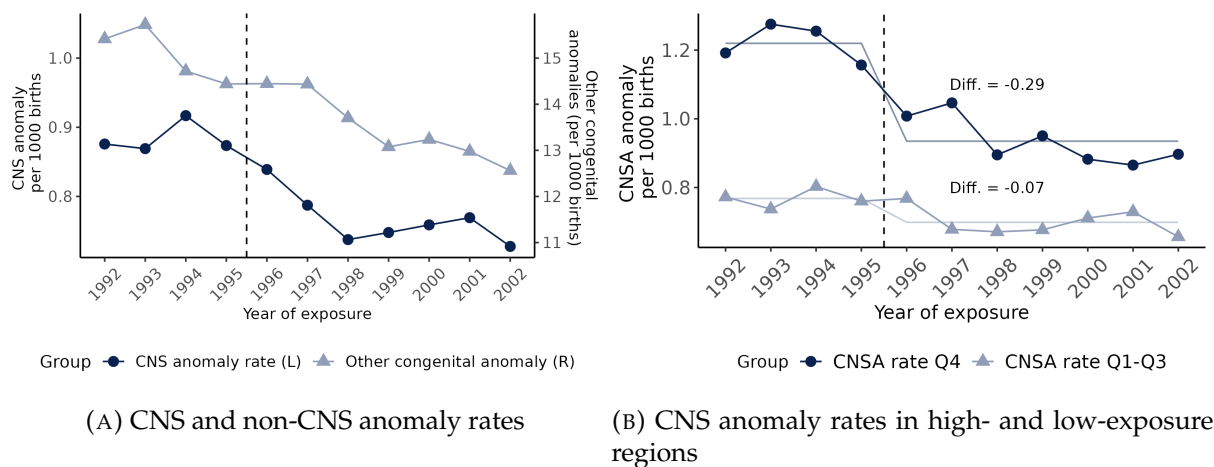 CNS anomaly
per 1000 births
1.0
0.9
0.8
15
14
13
12
11
Other congenital
anomalies (per 1000 births)
1992
1993
1994
1995
1996
1997
1998
1999
2000
2001
2002
Year of exposure
Group CNS anomaly rate (L) Other congenital anomaly (R)
(A) CNS and non-CNS anomaly rates
CNSA anomaly
per 1000 births
1.2
1.0
0.8
Diff. = -0.29
Diff. = -0.07
1992
1993
1994
1995
1996
1997
1998
1999
2000
2001
2002
Year of exposure
Group CNSA rate Q4 CNSA rate Q1-Q3
(B) CNS anomaly rates in high- and low-exposure
regions